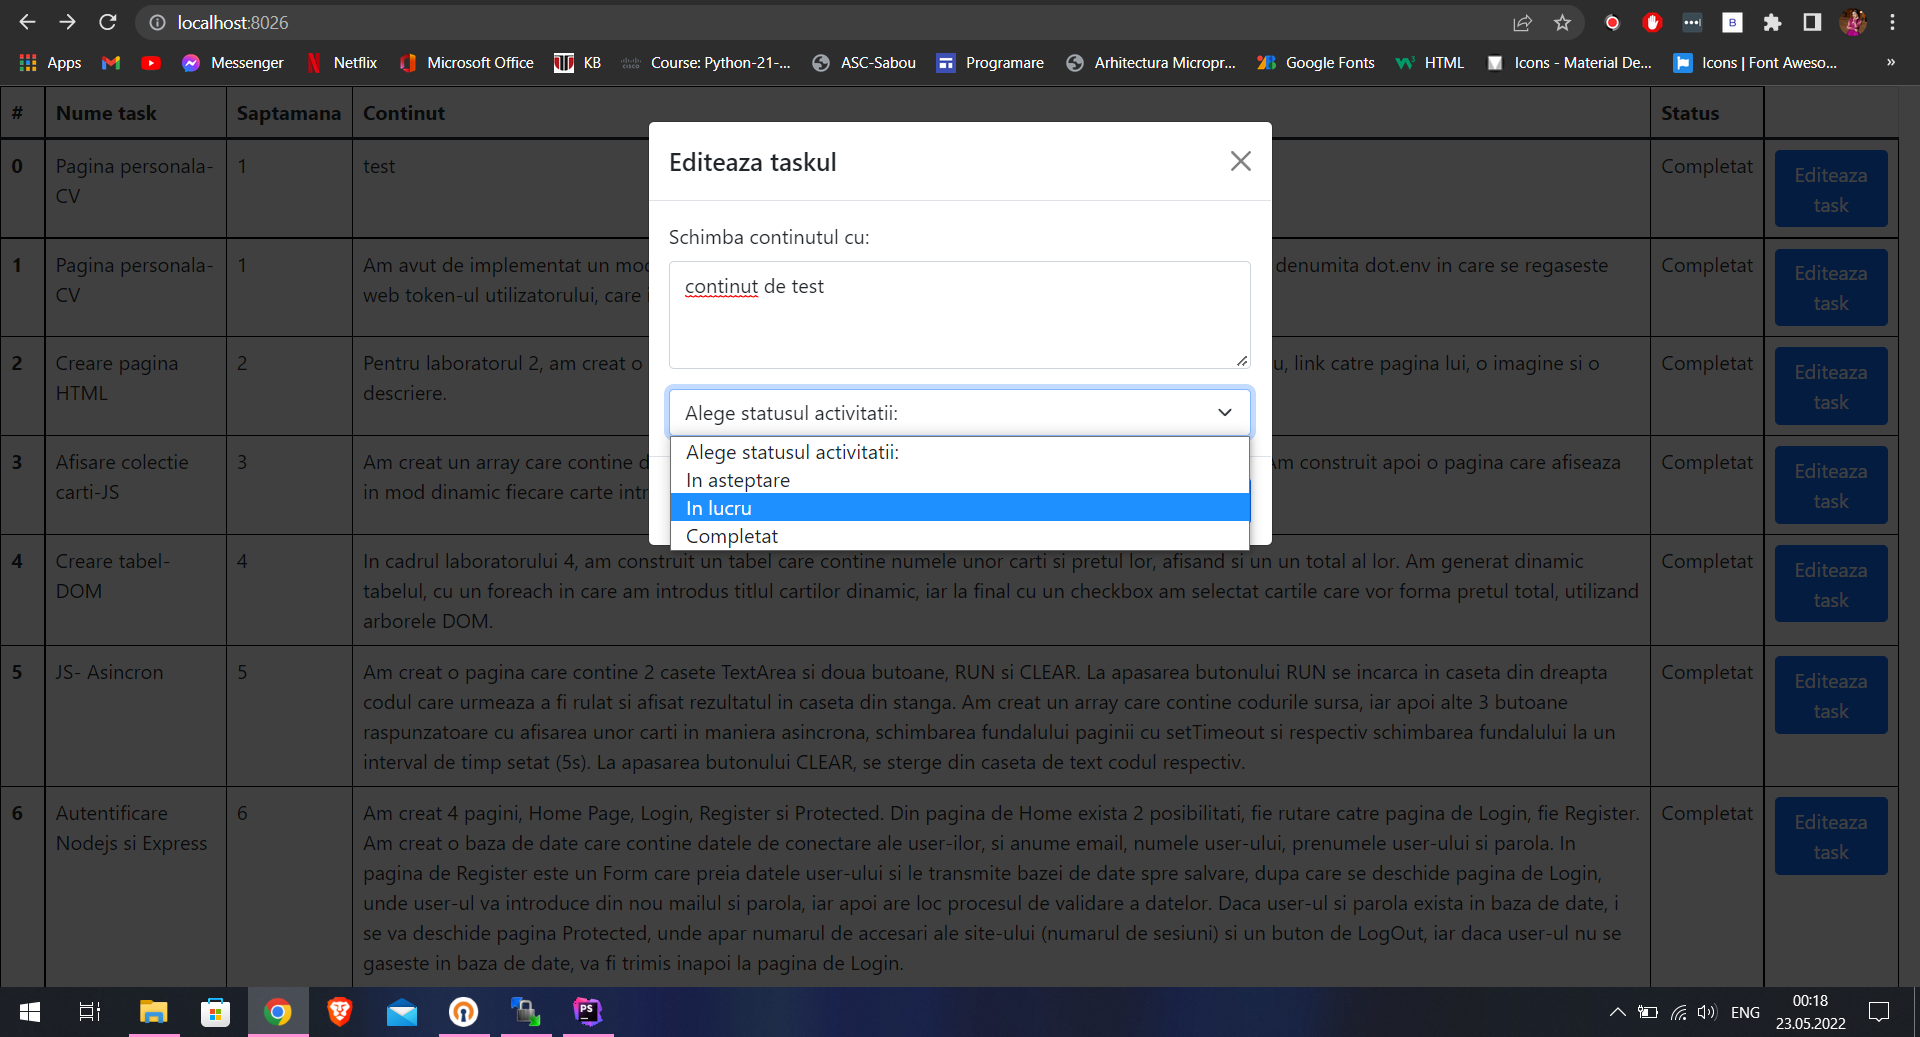 localhost:8026
Apps
Messenger
Netflix
Microsoft Office
KB
Course: Python-21-...
ASC-Sabou
Programare
Arhitectura Micropr...
Google Fonts
HTML
Icons - Material De...
Icons | Font Aweso...
»
# Nume task Saptamana Continut Status
Editeaza taskul
Schimba continutul cu:
continut de test
Alege statusul activitatii:
Alege statusul activitatii:
In asteptare
In lucru
Completat
0 Pagina personala- 1 test Completat Editeaza
CV task
1 Pagina personala- 1 Am avut de implementat un denumita dot.env in care se regaseste Completat Editeaza
CV web token-ul utilizatorului, care task
2 Creare pagina 2 Pentru laboratorul 2, am creat o link catre pagina lui, o imagine si o Completat Editeaza
HTML descriere. task
3 Afisare colectie 3 Am creat un array care contine construit apoi o pagina care afiseaza Completat Editeaza
carti-JS in mod dinamic fiecare carte task
4 Creare tabel- 4 In cadrul laboratorului 4, am construit un tabel care contine numele unor carti si pretul lor, afisand si un un total al lor. Am generat dinamic Completat Editeaza
DOM tabelul, cu un foreach in care am introdus titlul cartilor dinamic, iar la final cu un checkbox am selectat cartile care vor forma pretul total, utilizand task
arborele DOM.
5 JS- Asincron 5 Am creat o pagina care contine 2 casete TextArea si doua butoane, RUN si CLEAR. La apasarea butonului RUN se incarca in caseta din dreapta Completat Editeaza
codul care urmeaza a fi rulat si afisat rezultatul in caseta din stanga. Am creat un array care contine codurile sursa, iar apoi alte 3 butoane task
raspunzatoare cu afisarea unor carti in maniera asincrona, schimbarea fundalului paginii cu setTimeout si respectiv schimbarea fundalului la un
interval de timp setat (5s). La apasarea butonului CLEAR, se sterge din caseta de text codul respectiv.
6 Autentificare 6 Am creat 4 pagini, Home Page, Login, Register si Protected. Din pagina de Home exista 2 posibilitati, fie rutare catre pagina de Login, fie Register. Completat Editeaza
Nodejs si Express Am creat o baza de date care contine datele de conectare ale user-ilor, si anume email, numele user-ului, prenumele user-ului si parola. In task
pagina de Register este un Form care preia datele user-ului si le transmite bazei de date spre salvare, dupa care se deschide pagina de Login,
unde user-ul va introduce din nou mailul si parola, iar apoi are loc procesul de validare a datelor. Daca user-ul si parola exista in baza de date, i
se va deschide pagina Protected, unde apar numarul de accesari ale site-ului (numarul de sesiuni) si un buton de LogOut, iar daca user-ul nu se
gaseste in baza de date, va fi trimis inapoi la pagina de Login.
PS
ENG
00:18
23.05.2022